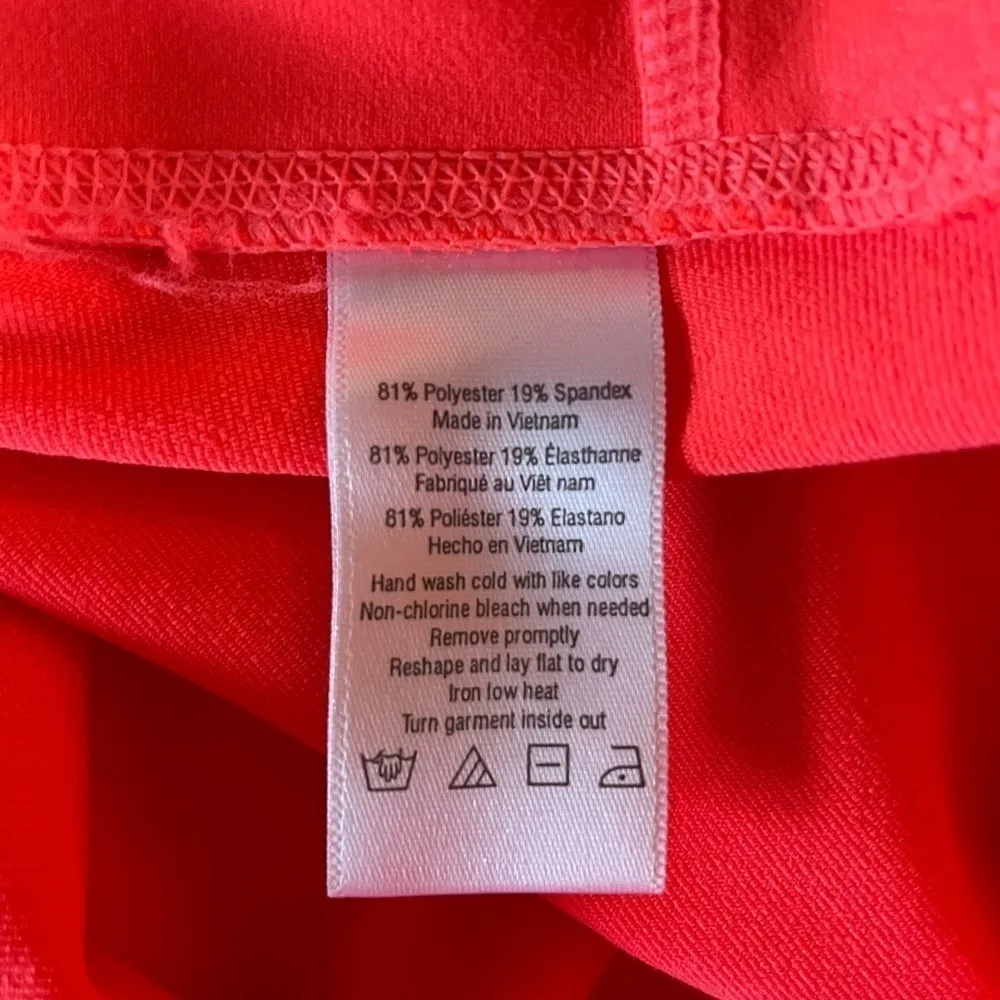 81% Polyester 19% Spandex
Made in Vietnam
81% Polyester 19% Élasthanne
Fabriqué au Viêt nam
81% Poliéster 19% Elastano
Hecho en Vietnam
Hand wash cold with like colors
Non-chlorine bleach when needed
Remove promptly
Reshape and lay flat to dry
Iron low heat
Turn garment inside out